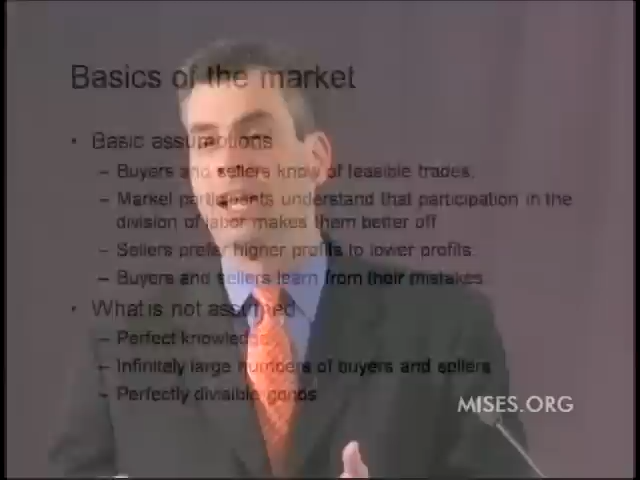 Basics of the market
• Basic assumptions
– Buyers and sellers know of feasible trades.
– Market participants understand that participation in the
division of labor makes them better off
– Sellers prefer higher profits to lower profits.
– Buyers and sellers learn from their mistakes
• What is not assumed
– Perfect knowledge
– Infinitely large numbers of buyers and sellers
– Perfectly divisible goods
MISES.ORG